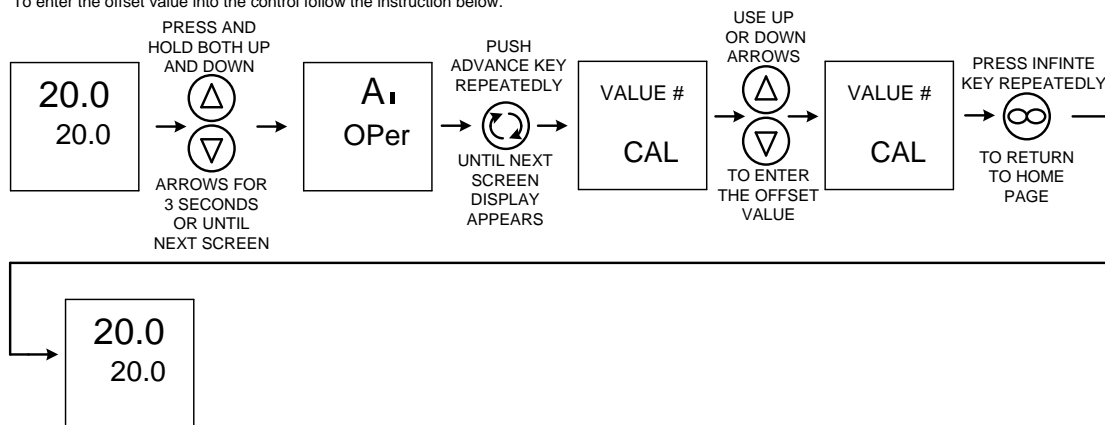 To enter the offset value into the control follow the instruction below.
20.0
20.0
PRESS AND
HOLD BOTH UP
AND DOWN
ARROWS FOR
3 SECONDS
OR UNTIL
NEXT SCREEN
A
OPer
PUSH
ADVANCE KEY
REPEATEDLY
UNTIL NEXT
SCREEN
DISPLAY
APPEARS
VALUE #
CAL
USE UP
OR DOWN
ARROWS
TO ENTER
THE OFFSET
VALUE
VALUE #
CAL
PRESS INFINTE
KEY REPEATEDLY
TO RETURN
TO HOME
PAGE
20.0
20.0